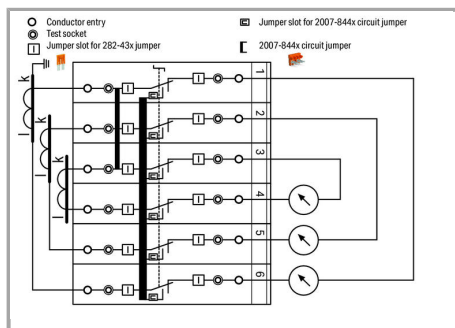 Conductor entry
Test socket
Jumper slot for 282-43x jumper
Jumper slot for 2007-844x circuit jumper
2007-844x circuit jumper
k
l
k
l
k
l
1
2
3
4
5
6